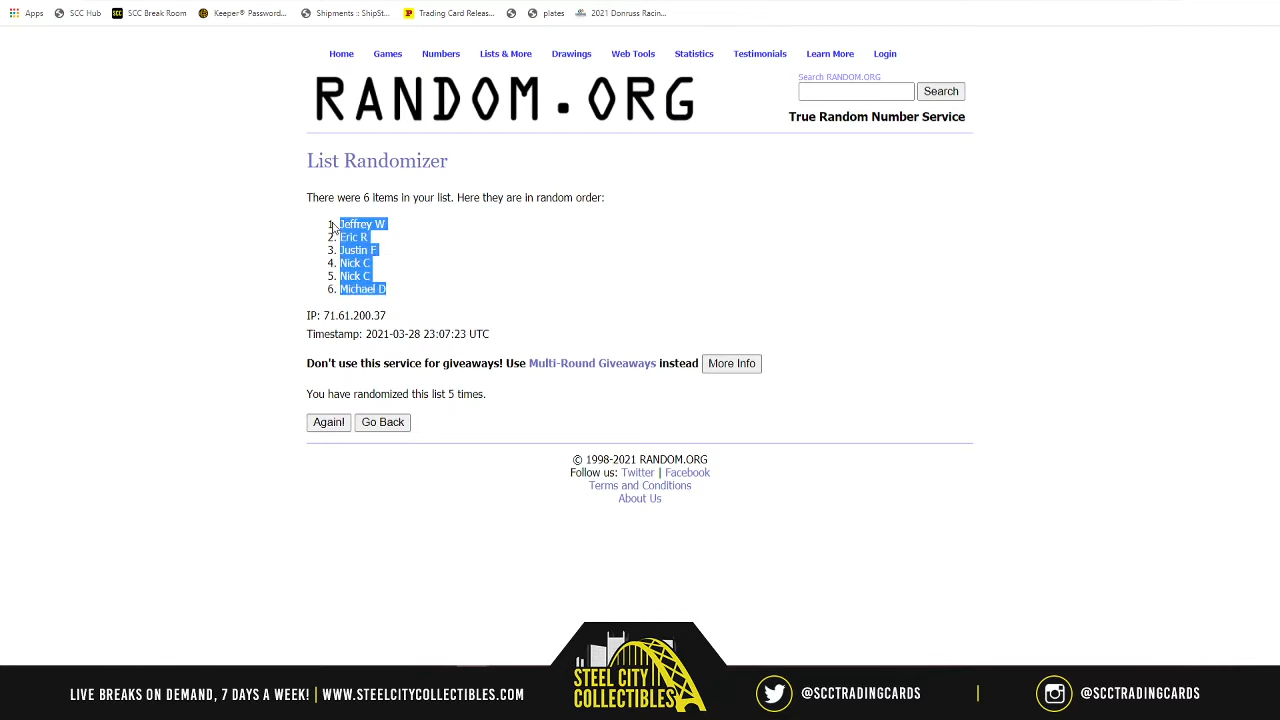 Apps SCC Hub SCC Break Room Keeper® Password... Shipments :: ShipSt... Trading Card Releas... plates 2021 Donruss Racin...
Home Games Numbers Lists & More Drawings Web Tools Statistics Testimonials Learn More Login
RANDOM.ORG
Search RANDOM.ORG
Search
True Random Number Service
List Randomizer
There were 6 items in your list. Here they are in random order:
1. Jeffrey W
2. Eric R
3. Justin F
4. Nick C
5. Nick C
6. Michael D
IP: 71.61.200.37
Timestamp: 2021-03-28 23:07:23 UTC
Don't use this service for giveaways! Use Multi-Round Giveaways instead More Info
You have randomized this list 5 times.
Again! Go Back
© 1998-2021 RANDOM.ORG
Follow us: Twitter | Facebook
Terms and Conditions
About Us
LIVE BREAKS ON DEMAND, 7 DAYS A WEEK! | WWW.STEELCITYCOLLECTIBLES.COM
STEEL CITY
COLLECTIBLES
@SCCTRADINGCARDS | @SCCTRADINGCARDS